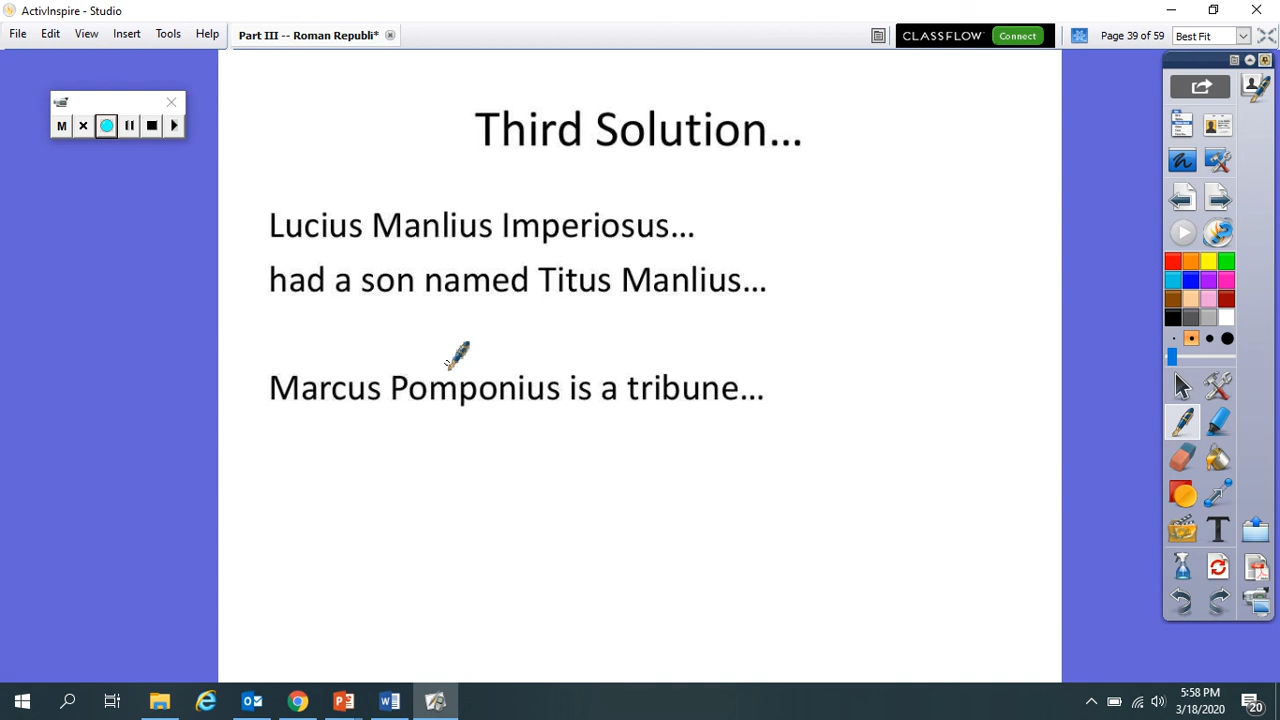 ActivInspire - Studio
File Edit View Insert Tools Help
Part III -- Roman Republi*
CLASSFLOW Connect
Page 39 of 59
Best Fit
M
Third Solution...
Lucius Manlius Imperiosus...
had a son named Titus Manlius...
Marcus Pomponius is a tribune...
T
5:58 PM
3/18/2020
20